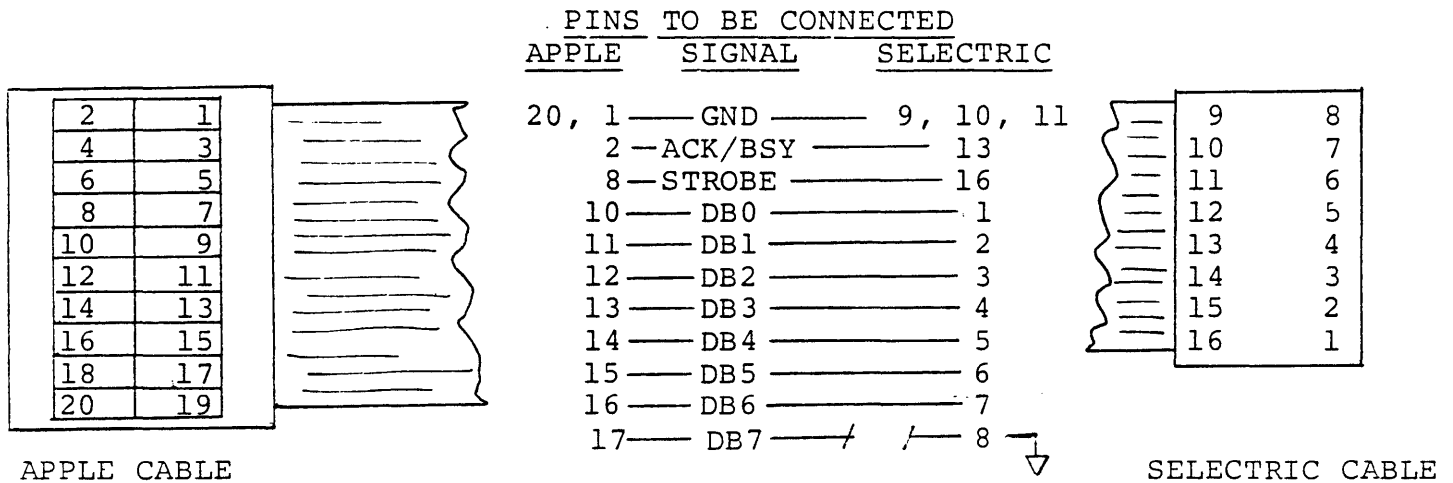 PINS TO BE CONNECTED
APPLE SIGNAL SELECTRIC
20, 1 GND 9, 10, 11
2 ACK/BSY 13
8 STROBE 16
10 DB0 1
11 DB1 2
12 DB2 3
13 DB3 4
14 DB4 5
15 DB5 6
16 DB6 7
17 DB7 8
2 1
4 3
6 5
8 7
10 9
12 11
14 13
16 15
18 17
20 19
APPLE CABLE
9 8
10 7
11 6
12 5
13 4
14 3
15 2
16 1
SELECTRIC CABLE